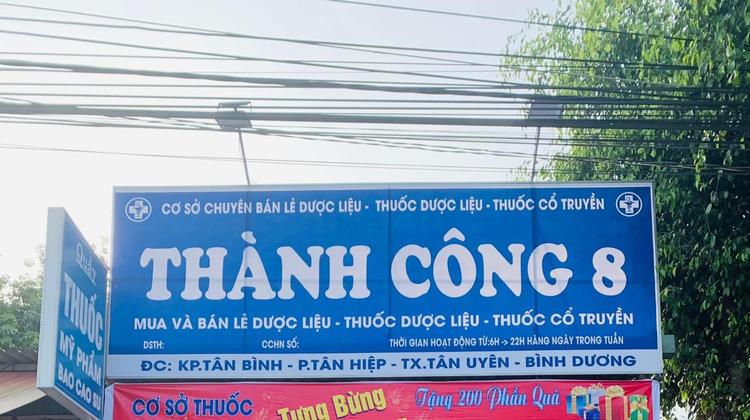 CƠ SỞ CHUYÊN BÁN LẺ DƯỢC LIỆU - THUỐC DƯỢC LIỆU - THUỐC CỔ TRUYỀN
THÀNH CÔNG 8
MUA VÀ BÁN LẺ DƯỢC LIỆU - THUỐC DƯỢC LIỆU - THUỐC CỔ TRUYỀN
ĐSTH: CCHN SỐ: THỜI GIAN HOẠT ĐỘNG TỪ:6H -> 22H HÀNG NGÀY TRONG TUẦN
ĐC: KP.TÂN BÌNH - P.TÂN HIỆP - TX.TÂN UYÊN - BÌNH DƯƠNG
QUẦY
THUỐC
MỸ PHẨM
BAO CAO SU
CƠ SỞ THUỐC
Tưng Bừng
Tặng 200 Phần Quà